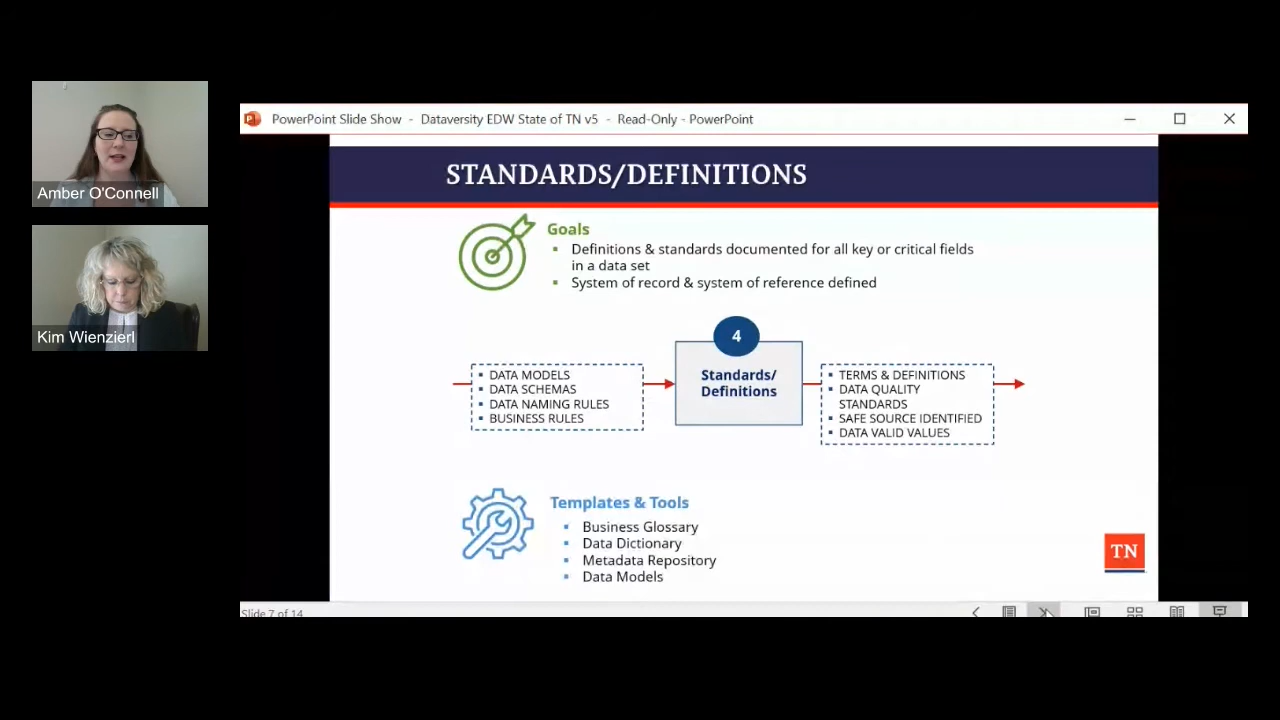 Amber O'Connell
Kim Wienzierl
PowerPoint Slide Show - Dataversity EDW State of TN v5 - Read-Only - PowerPoint
STANDARDS/DEFINITIONS
Goals
Definitions & standards documented for all key or critical fields
in a data set
System of record & system of reference defined
4
DATA MODELS
DATA SCHEMAS
DATA NAMING RULES
BUSINESS RULES
Standards/
Definitions
TERMS & DEFINITIONS
DATA QUALITY
STANDARDS
SAFE SOURCE IDENTIFIED
DATA VALID VALUES
Templates & Tools
Business Glossary
Data Dictionary
Metadata Repository
Data Models
TN
Slide 7 of 14